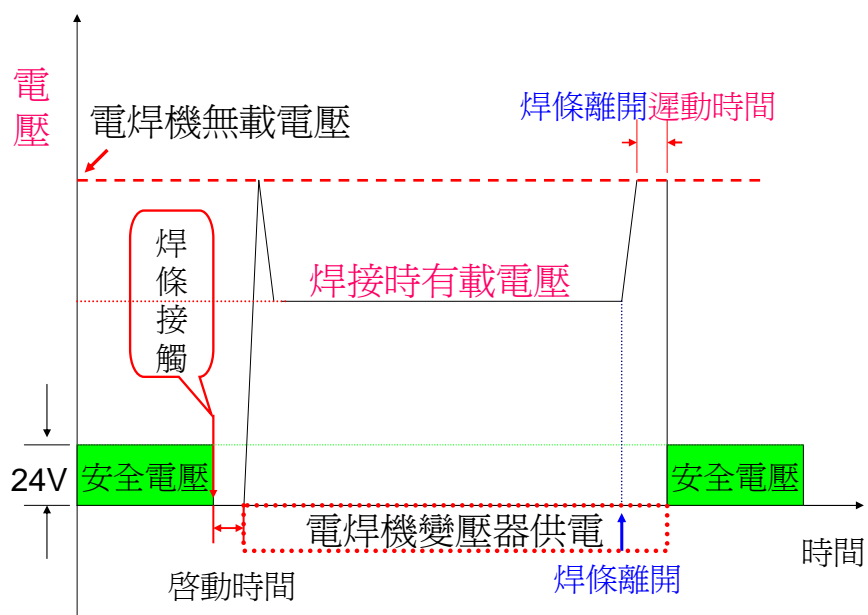 電壓
電焊機無載電壓
焊條離開遲動時間
焊條接觸
焊接時有載電壓
24V
安全電壓
安全電壓
電焊機變壓器供電
時間
啓動時間
焊條離開